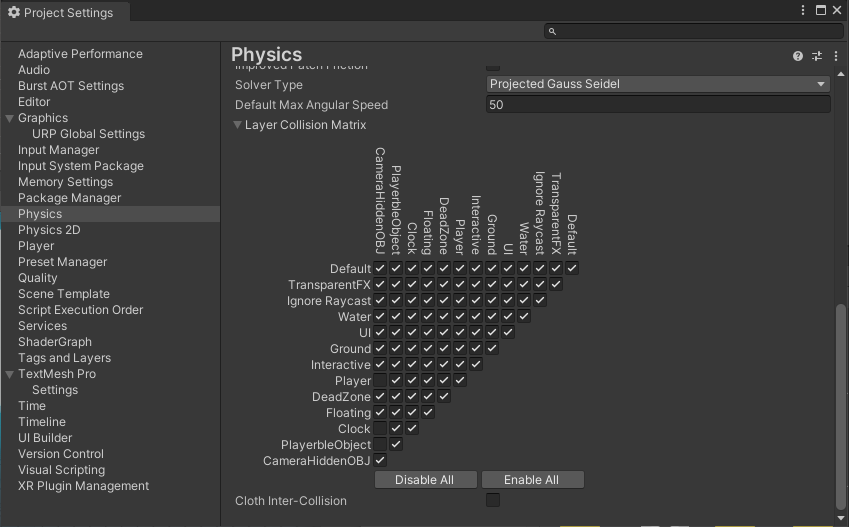 Project Settings
Adaptive Performance
Audio
Burst AOT Settings
Editor
Graphics
URP Global Settings
Input Manager
Input System Package
Memory Settings
Package Manager
Physics
Physics 2D
Player
Preset Manager
Quality
Scene Template
Script Execution Order
Services
ShaderGraph
Tags and Layers
TextMesh Pro
Settings
Time
Timeline
UI Builder
Version Control
Visual Scripting
XR Plugin Management
Physics
Improved Patch Friction
Solver Type
Projected Gauss Seidel
Default Max Angular Speed
50
Layer Collision Matrix
CameraHiddenOBJ
PlayerbleObject
Clock
Floating
DeadZone
Player
Interactive
Ground
UI
Water
Ignore Raycast
TransparentFX
Default
Default
TransparentFX
Ignore Raycast
Water
UI
Ground
Interactive
Player
DeadZone
Floating
Clock
PlayerbleObject
CameraHiddenOBJ
Disable All
Enable All
Cloth Inter-Collision